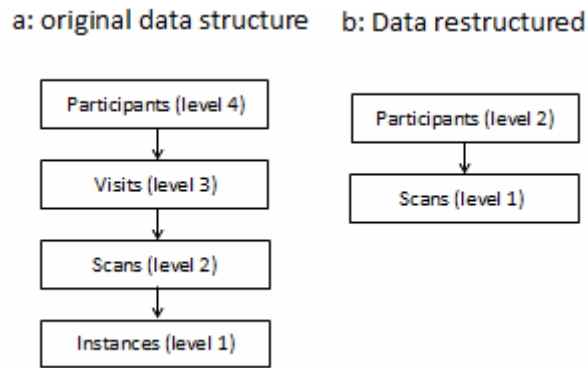 a: original data structure
b: Data restructured
Participants (level 4)
Visits (level 3)
Scans (level 2)
Instances (level 1)
Participants (level 2)
Scans (level 1)